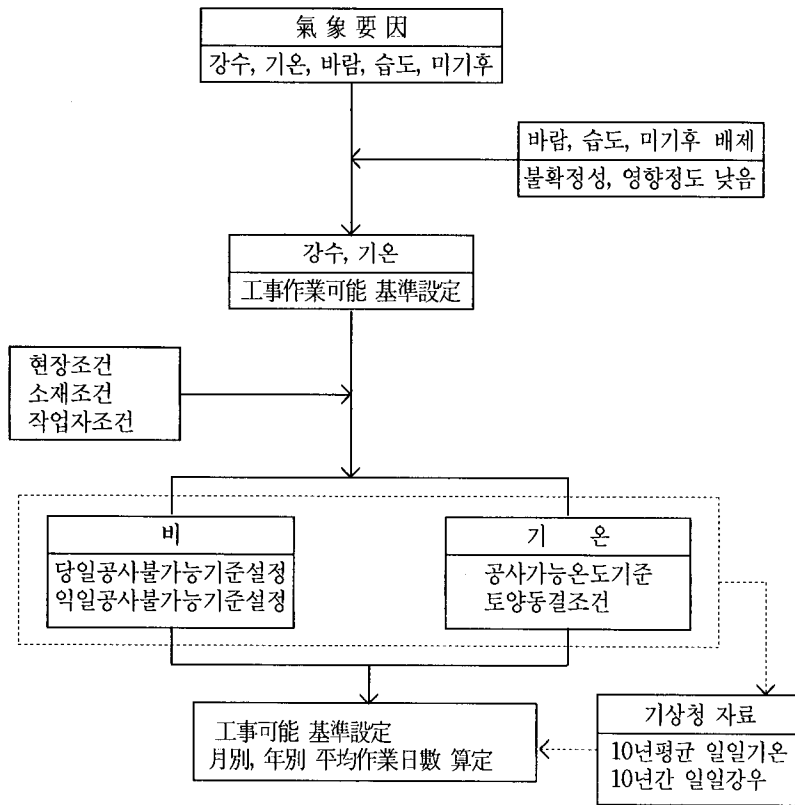 氣象要因
강수, 기온, 바람, 습도, 미기후
바람, 습도, 미기후 배제
불확정성, 영향정도 낮음
강수, 기온
工事作業可能 基準設定
현장조건
소재조건
작업자조건
비
당일공사불가능기준설정
익일공사불가능기준설정
기 온
공사가능온도기준
토양동결조건
工事可能 基準設定
月別, 年別 平均作業日數 算定
기상청 자료
10년평균 일일기온
10년간 일일강우